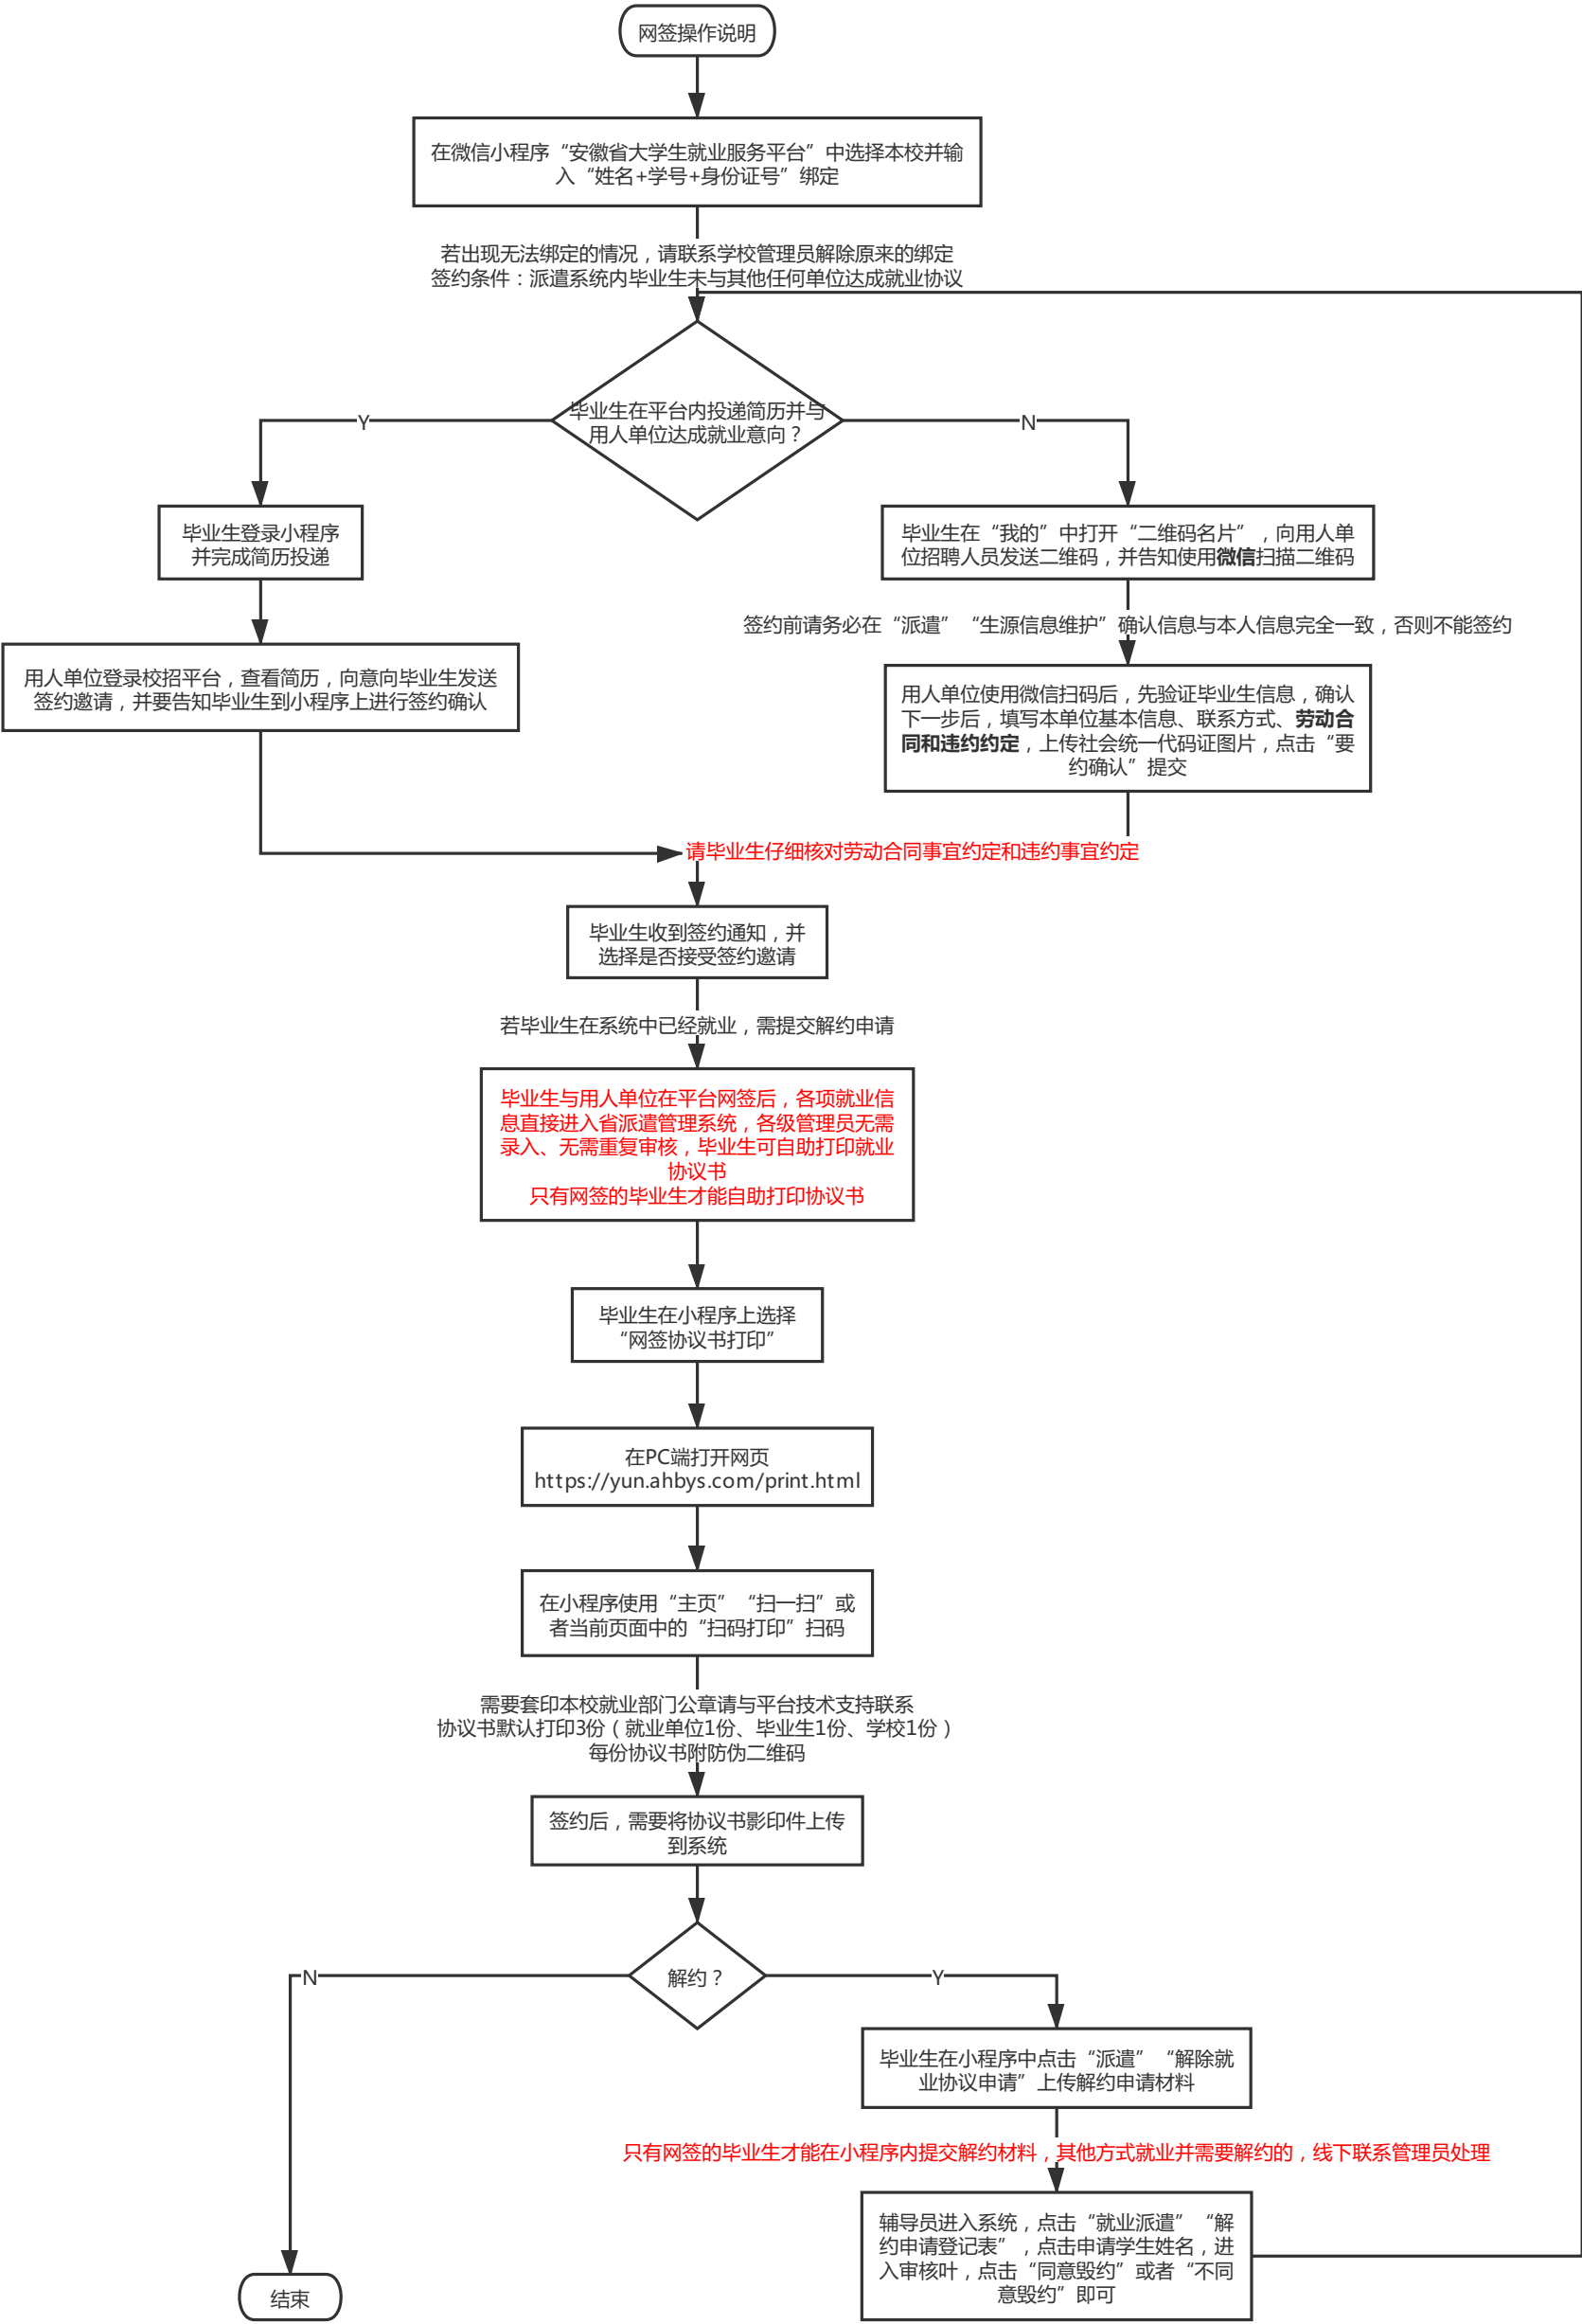 网签操作说明
在微信小程序“安徽省大学生就业服务平台”中选择本校并输
入“姓名+学号+身份证号”绑定
若出现无法绑定的情况，请联系学校管理员解除原来的绑定
签约条件：派遣系统内毕业生未与其他任何单位达成就业协议
毕业生在平台内投递简历并与
用人单位达成就业意向？
Y
N
毕业生登录小程序
并完成简历投递
毕业生在“我的”中打开“二维码名片”，向用人单
位招聘人员发送二维码，并告知使用微信扫描二维码
签约前请务必在“派遣”“生源信息维护”确认信息与本人信息完全一致，否则不能签约
用人单位登录校招平台，查看简历，向意向毕业生发送
签约邀请，并要告知毕业生到小程序上进行签约确认
用人单位使用微信扫码后，先验证毕业生信息，确认
下一步后，填写本单位基本信息、联系方式、劳动合
同和违约约定，上传社会统一代码证图片，点击“要
约确认”提交
请毕业生仔细核对劳动合同事宜约定和违约事宜约定
毕业生收到签约通知，并
选择是否接受签约邀请
若毕业生在系统中已经就业，需提交解约申请
毕业生与用人单位在平台网签后，各项就业信
息直接进入省派遣管理系统，各级管理员无需
录入、无需重复审核，毕业生可自助打印就业
协议书
只有网签的毕业生才能自助打印协议书
毕业生在小程序上选择
“网签协议书打印”
在PC端打开网页
https://yun.ahbys.com/print.html
在小程序使用“主页”“扫一扫”或
者当前页面中的“扫码打印”扫码
需要套印本校就业部门公章请与平台技术支持联系
协议书默认打印3份（就业单位1份、毕业生1份、学校1份）
每份协议书附防伪二维码
签约后，需要将协议书影印件上传
到系统
解约？
N
Y
毕业生在小程序中点击“派遣”“解除就
业协议申请”上传解约申请材料
只有网签的毕业生才能在小程序内提交解约材料，其他方式就业并需要解约的，线下联系管理员处理
辅导员进入系统，点击“就业派遣”“解
约申请登记表”，点击申请学生姓名，进
入审核叶，点击“同意毁约”或者“不同
意毁约”即可
结束